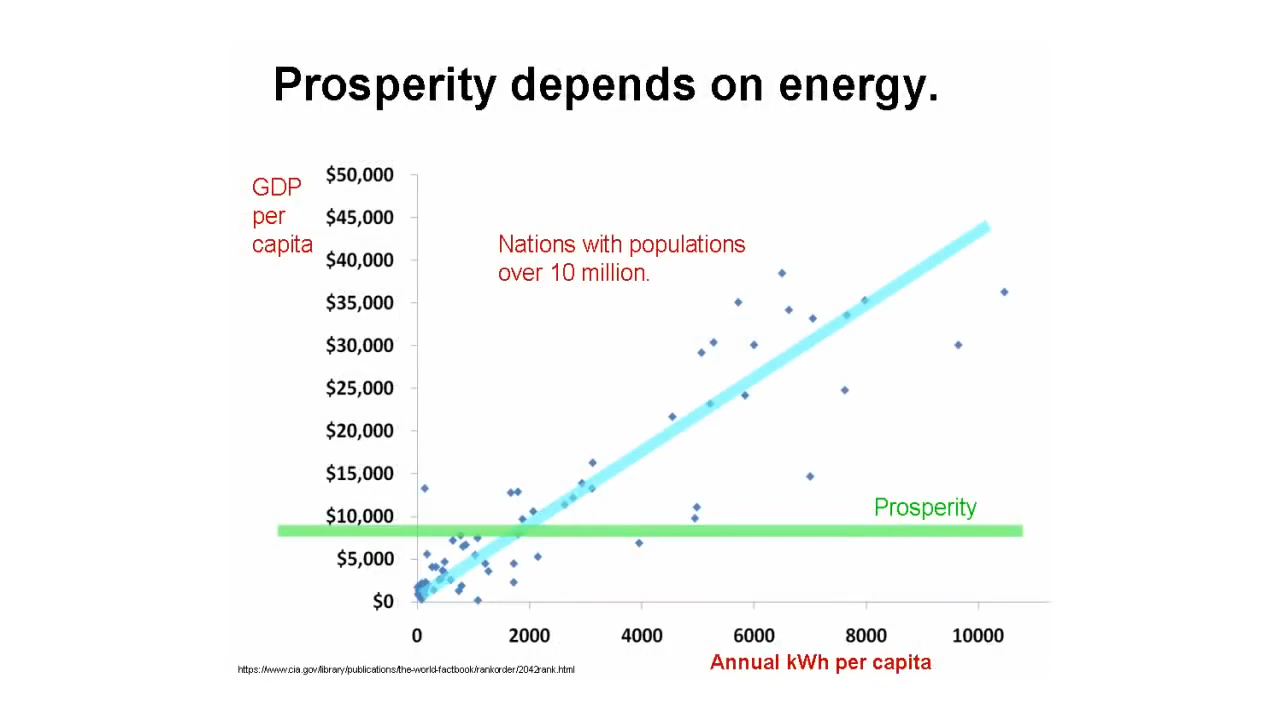 Prosperity depends on energy.
GDP
per
capita
$50,000
$45,000
$40,000
$35,000
$30,000
$25,000
$20,000
$15,000
$10,000
$5,000
$0
Nations with populations
over 10 million.
Prosperity
0 2000 4000 6000 8000 10000
Annual kWh per capita
https://www.cia.gov/library/publications/the-world-factbook/rankorder/2042rank.html